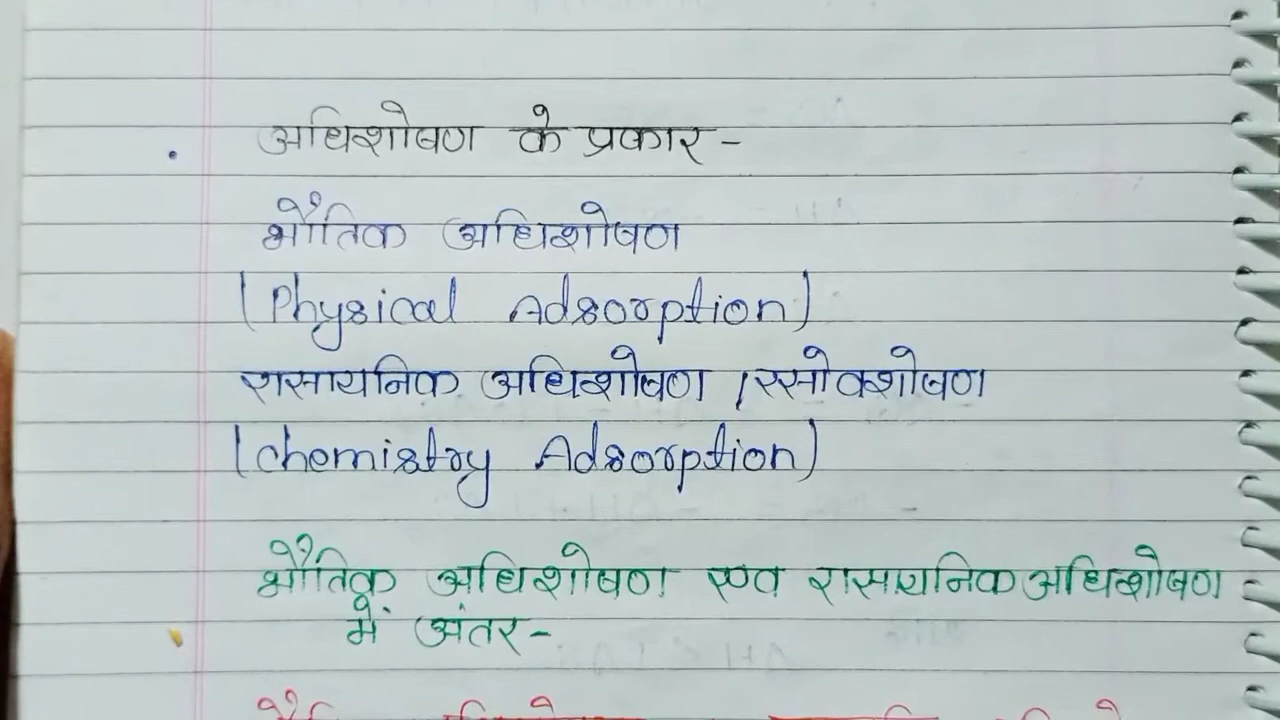 अधिशोषण के प्रकार -
भौतिक अधिशोषण
(Physical Adsorption)
रासायनिक अधिशोषण / रसोवशोषण
(chemistry Adsorption)
भौतिक अधिशोषण एव रासायनिक अधिशोषण
में अंतर -